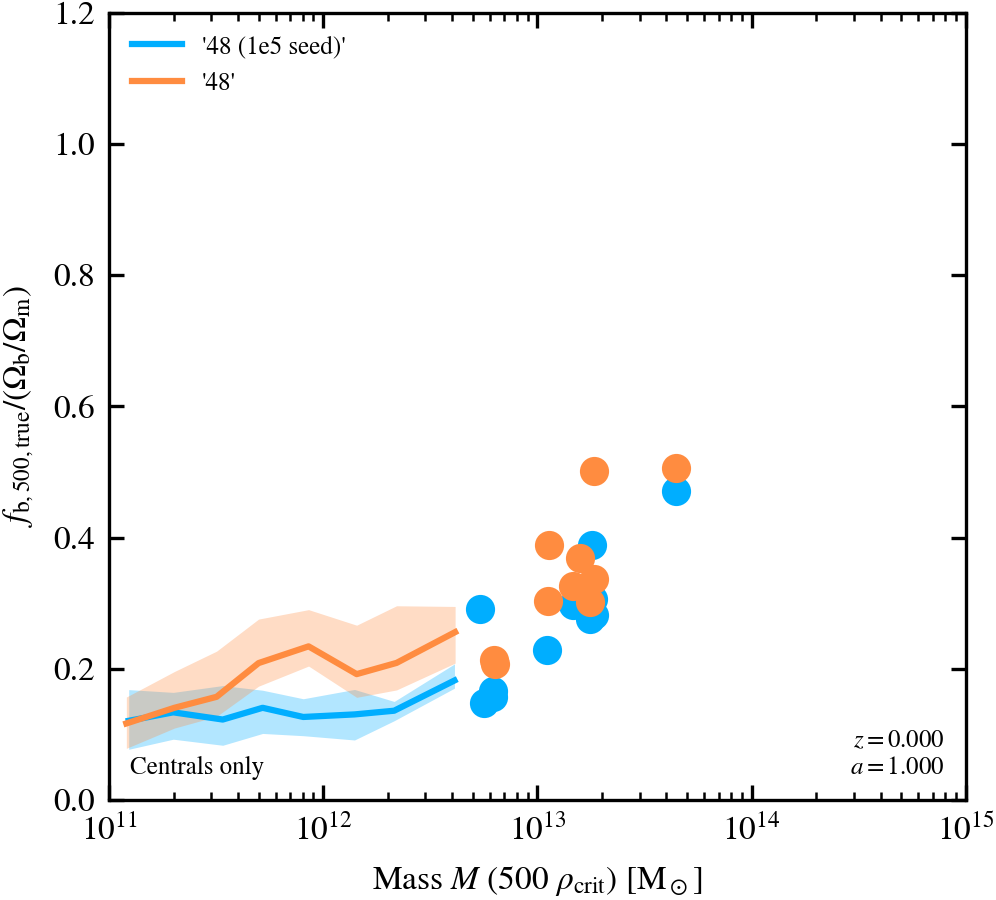 '48 (1e5 seed)'
'48'
1.2
1.0
0.8
0.6
0.4
0.2
0.0
f_b,500,true/(Ω_b/Ω_m)
Centrals only
z = 0.000
a = 1.000
10^11 10^12 10^13 10^14 10^15
Mass M (500 ρ_crit) [M_⊙]